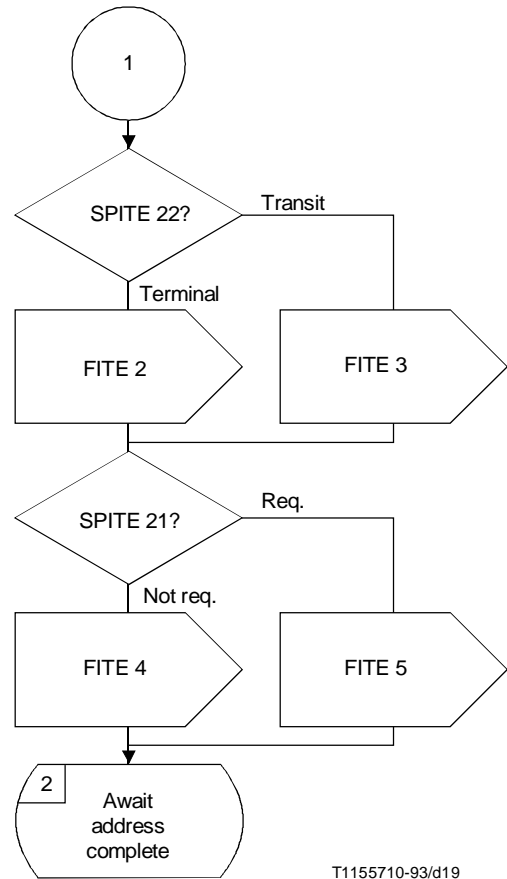 1
SPITE 22?
Transit
Terminal
FITE 2
FITE 3
SPITE 21?
Req.
Not req.
FITE 4
FITE 5
2
Await
address
complete
T1155710-93/d19